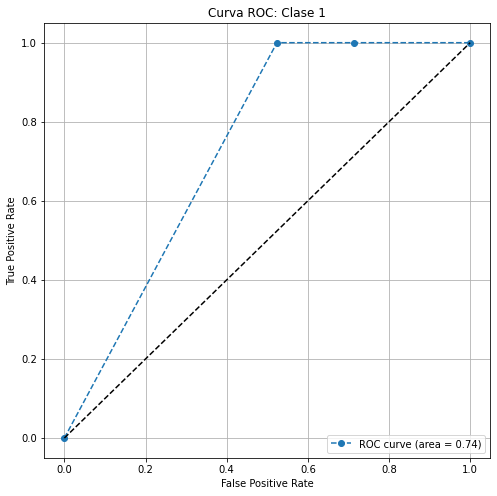 Curva ROC: Clase 1
True Positive Rate
1.0
0.8
0.6
0.4
0.2
0.0
0.0 0.2 0.4 0.6 0.8 1.0
False Positive Rate
ROC curve (area = 0.74)